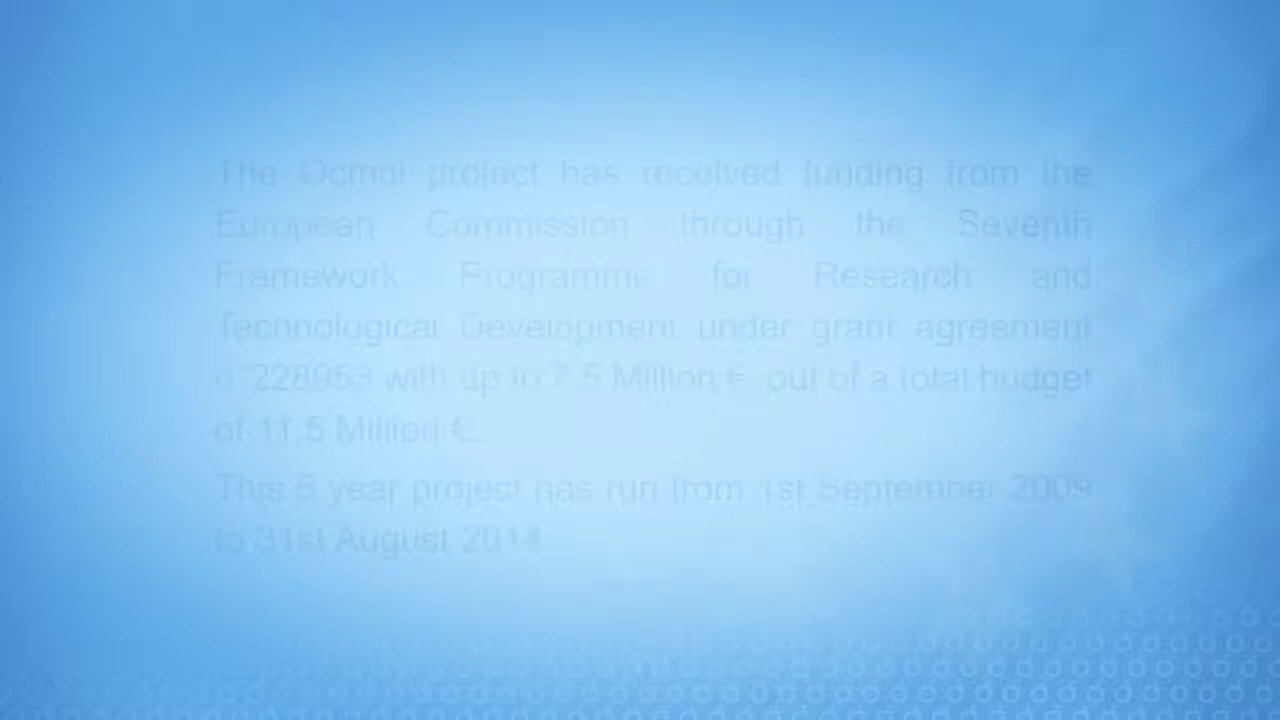 The project has received funding from the
European Commission through the Seventh
Framework Programme for Research and
Technological Development under grant agreement
n°228953 with up to 7.5 Million €, out of a total budget
of 11,5 Million €.
This 5 year project has run from 1st September 2009
to 31st August 2014